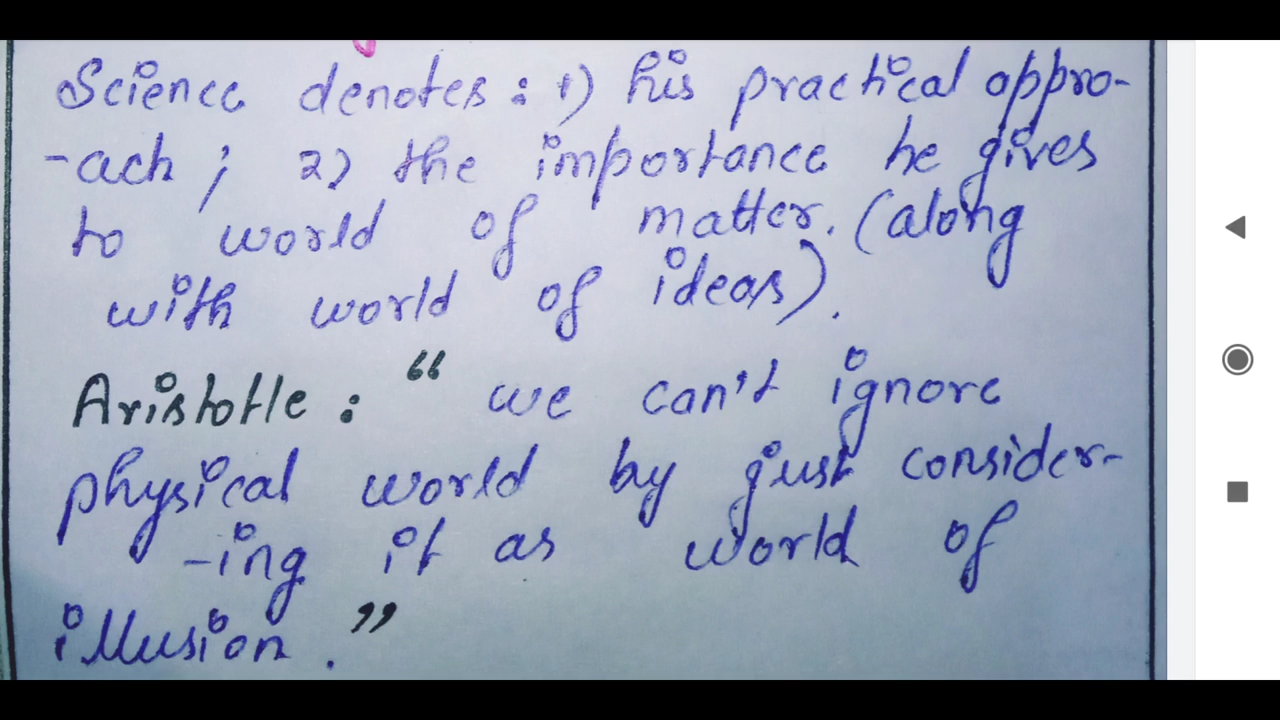 Science denotes : 1) his practical appro-
-ach ; 2) the importance he gives
to world of matter. (along
with world of ideas).
Aristotle : “ we can't ignore
physical world by just consider-
-ing it as world of
illusion . ”